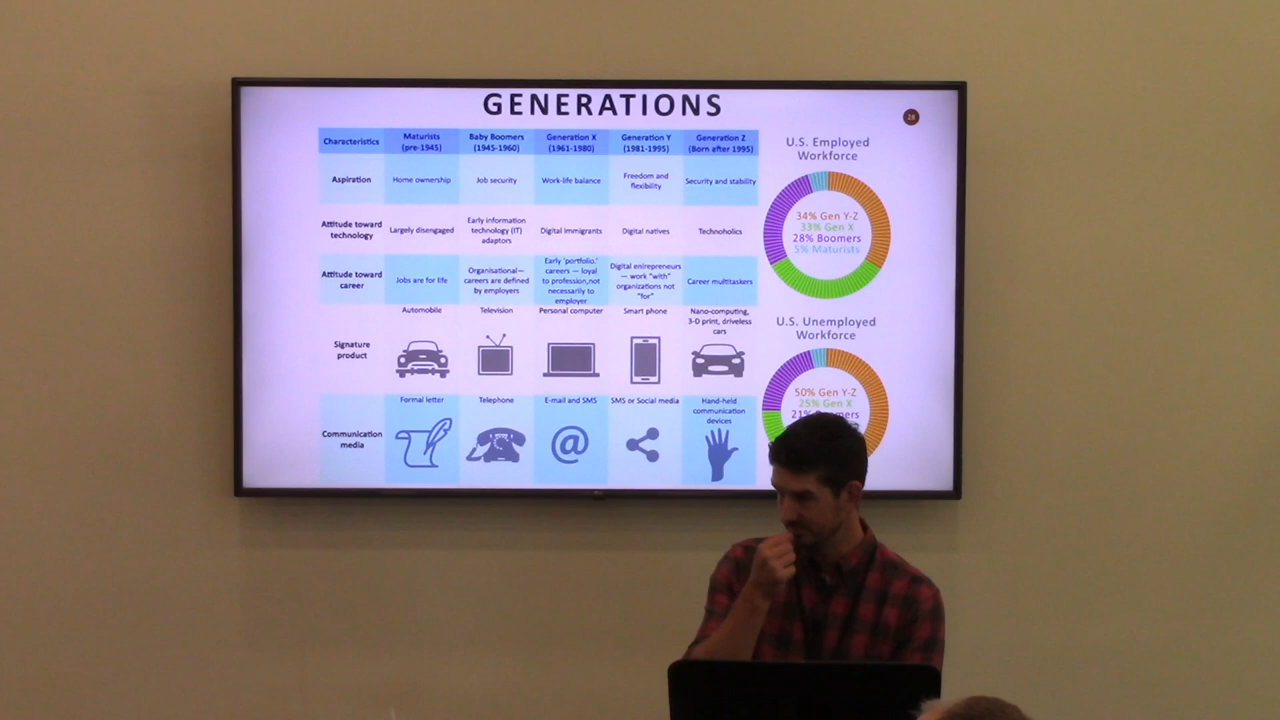 GENERATIONS
28
Characteristics
Maturists
(pre-1945)
Baby Boomers
(1945-1960)
Generation X
(1961-1980)
Generation Y
(1981-1995)
Generation Z
(Born after 1995)
Aspiration
Home ownership
Job security
Work-life balance
Freedom and
flexibility
Security and stability
Attitude toward
technology
Largely disengaged
Early information
technology (IT)
adaptors
Digital immigrants
Digital natives
Technoholics
Attitude toward
career
Jobs are for life
Organisational—
careers are defined
by employers
Early 'portfolio.'
careers — loyal
to profession,not
necessarily to
employer
Digital enirepreneurs
— work "with"
organizations not
"for"
Career multitaskers
Signature
product
Automobile
Television
Personal computer
Smart phone
Nano-computing,
3-D print, driveless
cars
Communication
media
Formal letter
Telephone
E-mail and SMS
@
SMS or Social media
Hand-held
communication
devices
U.S. Employed
Workforce
34% Gen Y-Z
33% Gen X
28% Boomers
5% Maturists
U.S. Unemployed
Workforce
50% Gen Y-Z
25% Gen X
21%